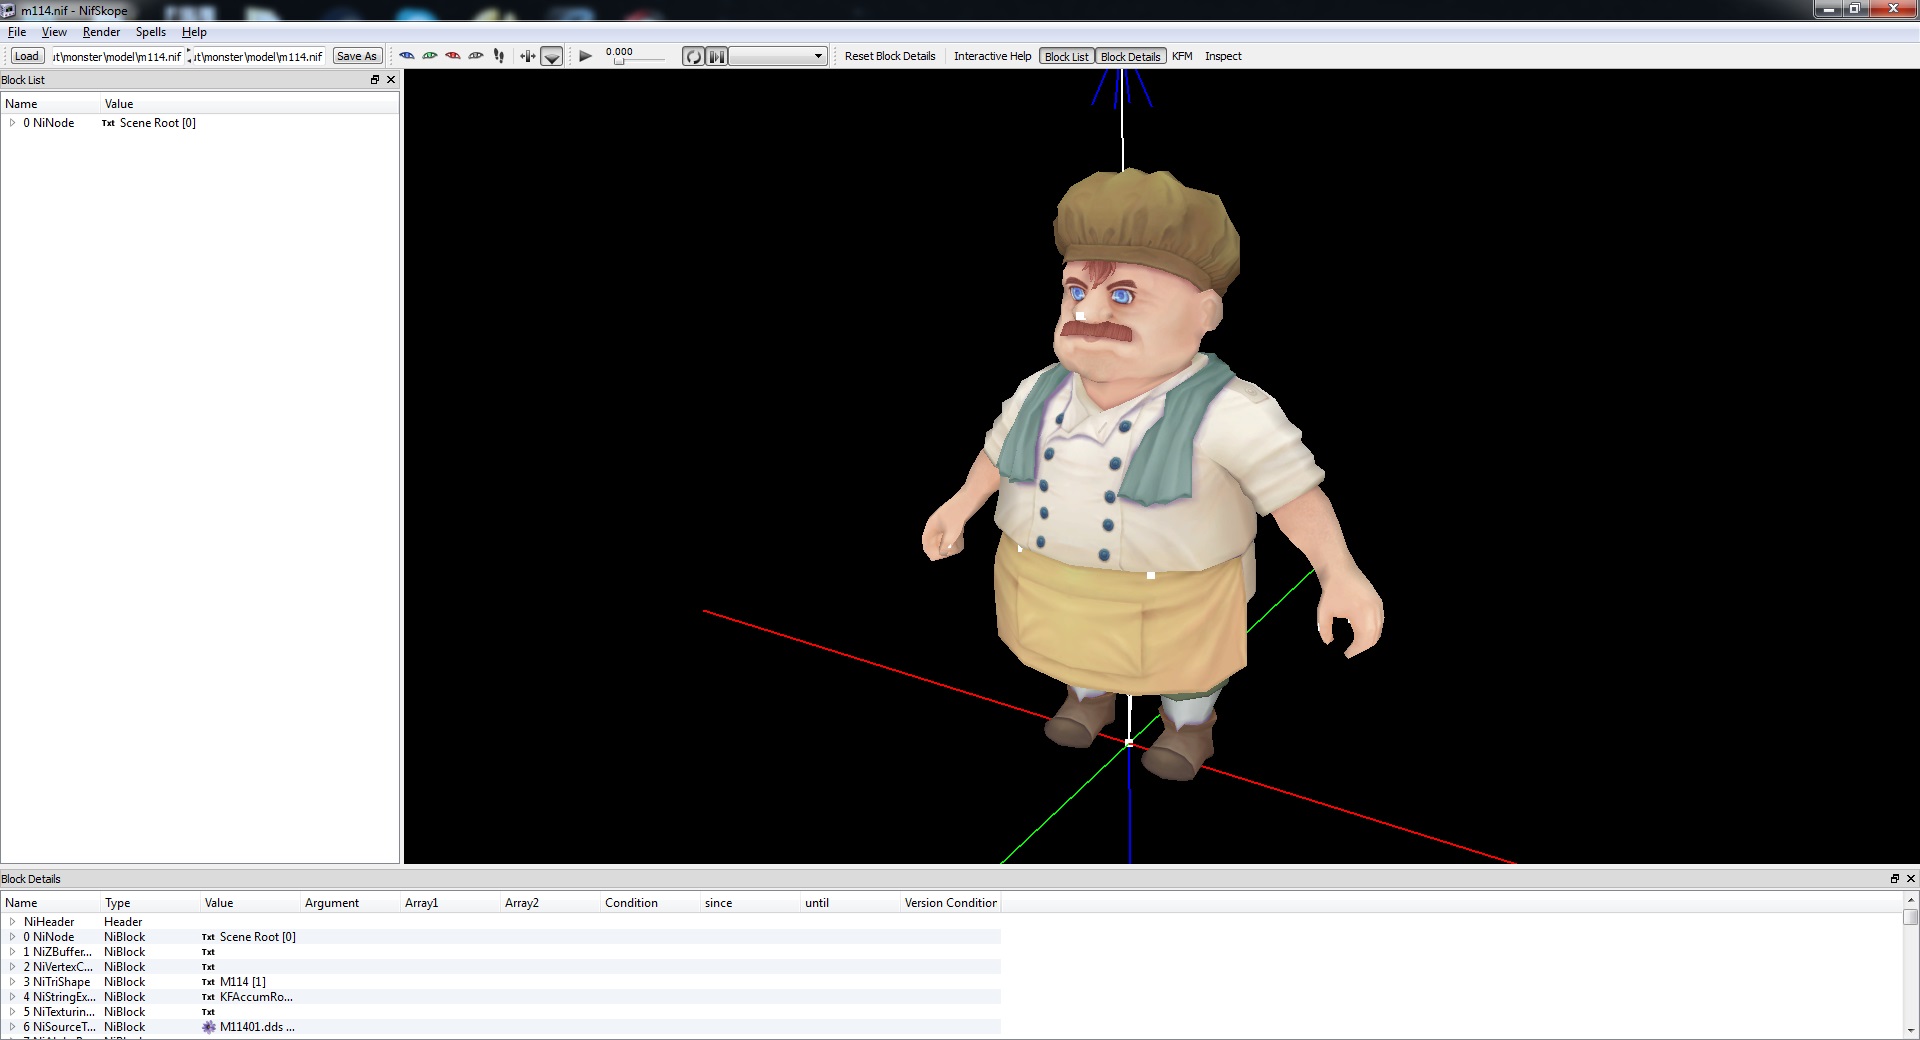 m114.nif - NifSkope
File View Render Spells Help
Load ut\monster\model\m114.nif ut\monster\model\m114.nif Save As 0.000 Reset Block Details Interactive Help Block List Block Details KFM Inspect
Block List
Name Value
0 NiNode Txt Scene Root [0]
Block Details
Name Type Value Argument Array1 Array2 Condition since until Version Condition
NiHeader Header
0 NiNode NiBlock Txt Scene Root [0]
1 NiZBuffer... NiBlock Txt
2 NiVertexC... NiBlock Txt
3 NiTriShape NiBlock Txt M114 [1]
4 NiStringEx... NiBlock Txt KFAccumRo...
5 NiTexturin... NiBlock Txt
6 NiSourceT... NiBlock M11401.dds ...